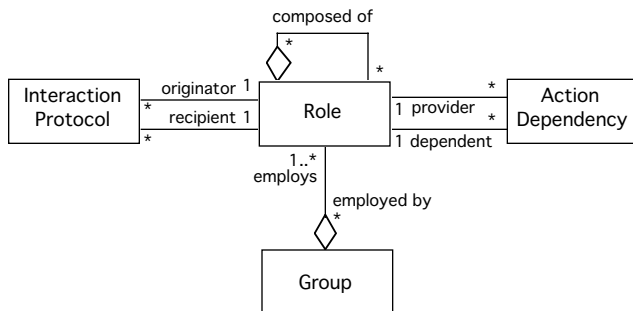 composed of
*
*
Interaction
Protocol
originator 1
*
recipient 1
*
Role
*
1 provider
*
1 dependent
Action
Dependency
1..*
employs
employed by
*
Group